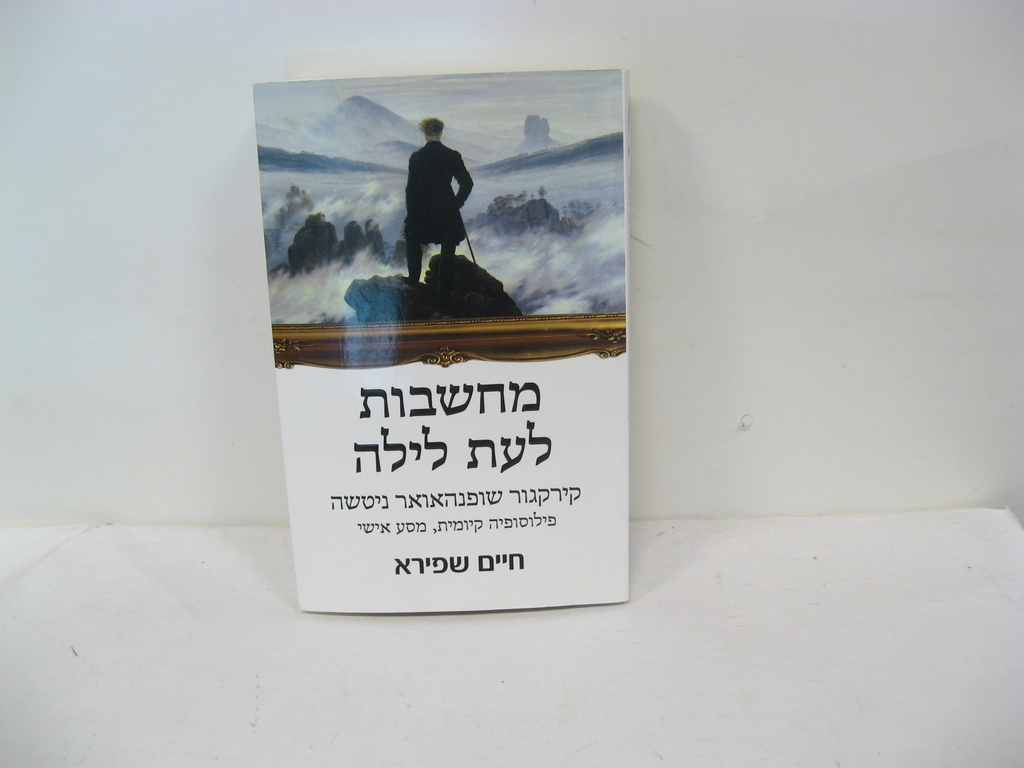 מחשבות
לעת לילה
קירקגור שופנהאואר ניטשה
פילוסופיה קיומית, מסע אישי
חיים שפירא